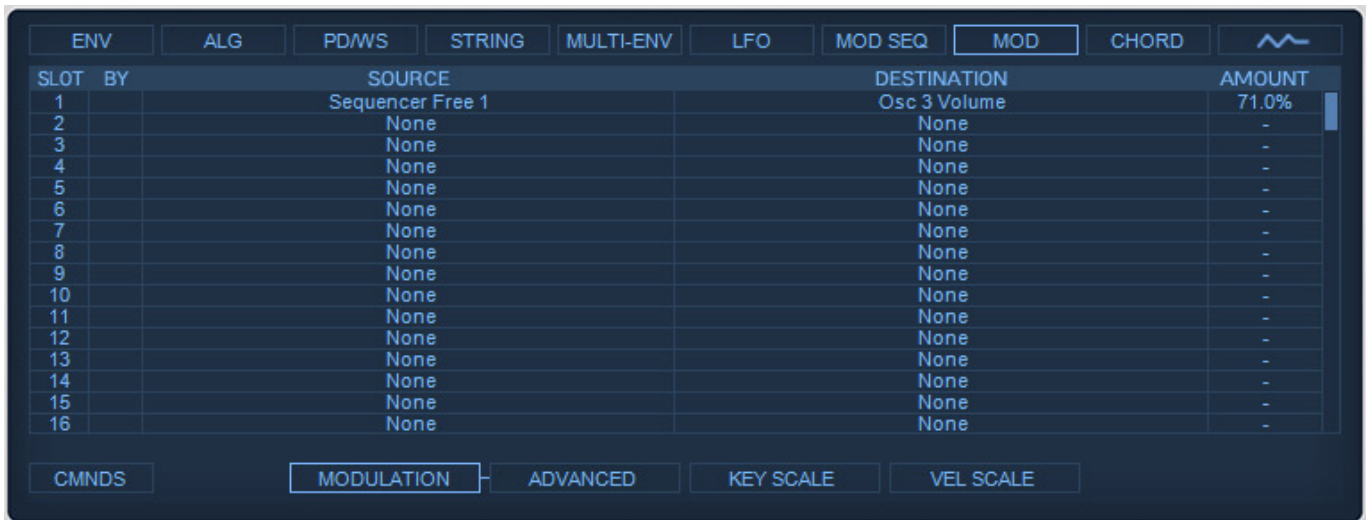 ENV ALG PD/WS STRING MULTI-ENV LFO MOD SEQ MOD CHORD
SLOT BY SOURCE DESTINATION AMOUNT
1 Sequencer Free 1 Osc 3 Volume 71.0%
2 None None -
3 None None -
4 None None -
5 None None -
6 None None -
7 None None -
8 None None -
9 None None -
10 None None -
11 None None -
12 None None -
13 None None -
14 None None -
15 None None -
16 None None -
CMNDS MODULATION ADVANCED KEY SCALE VEL SCALE